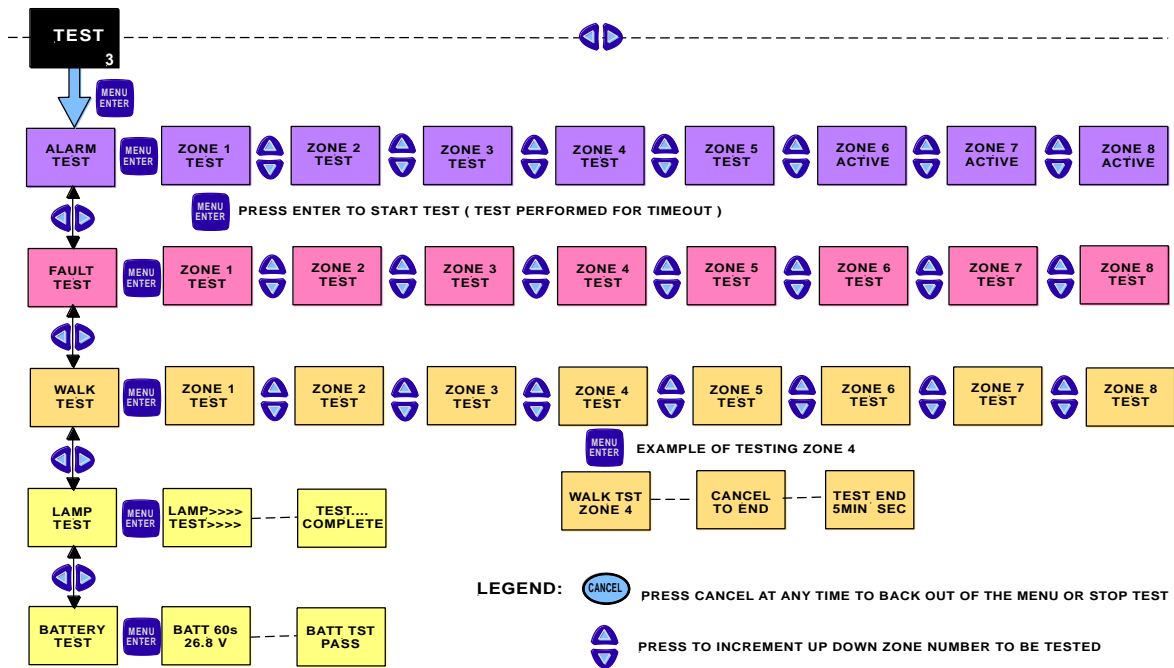 TEST
3
MENU
ENTER
ALARM
TEST
MENU
ENTER
ZONE 1
TEST
ZONE 2
TEST
ZONE 3
TEST
ZONE 4
TEST
ZONE 5
TEST
ZONE 6
ACTIVE
ZONE 7
ACTIVE
ZONE 8
ACTIVE
MENU
ENTER
PRESS ENTER TO START TEST ( TEST PERFORMED FOR TIMEOUT )
FAULT
TEST
MENU
ENTER
ZONE 1
TEST
ZONE 2
TEST
ZONE 3
TEST
ZONE 4
TEST
ZONE 5
TEST
ZONE 6
TEST
ZONE 7
TEST
ZONE 8
TEST
WALK
TEST
MENU
ENTER
ZONE 1
TEST
ZONE 2
TEST
ZONE 3
TEST
ZONE 4
TEST
ZONE 5
TEST
ZONE 6
TEST
ZONE 7
TEST
ZONE 8
TEST
MENU
ENTER
EXAMPLE OF TESTING ZONE 4
WALK TST
ZONE 4
CANCEL
TO END
TEST END
5MIN SEC
LAMP
TEST
MENU
ENTER
LAMP>>>>
TEST>>>>
TEST....
COMPLETE
BATTERY
TEST
MENU
ENTER
BATT 60s
26.8 V
BATT TST
PASS
LEGEND:
CANCEL
PRESS CANCEL AT ANY TIME TO BACK OUT OF THE MENU OR STOP TEST
PRESS TO INCREMENT UP DOWN ZONE NUMBER TO BE TESTED